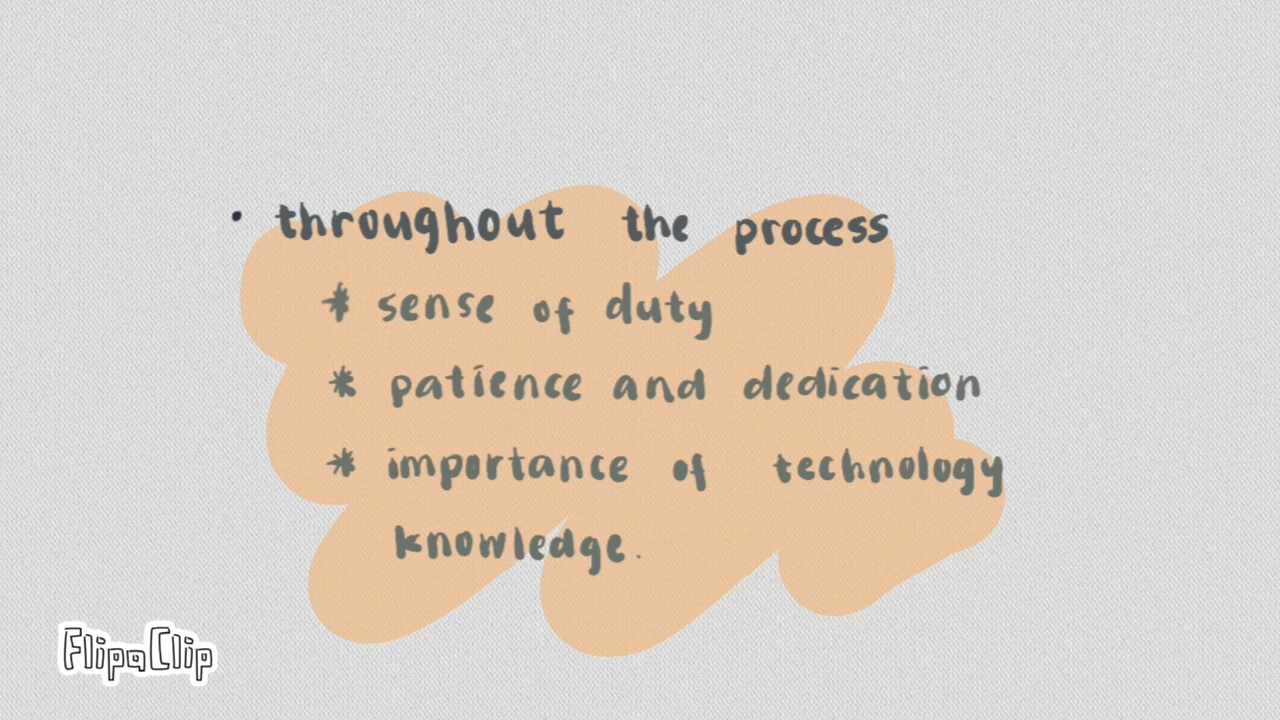 · throughout the process
* sense of duty
* patience and dedication
* importance of technology
knowledge.
FlipaClip